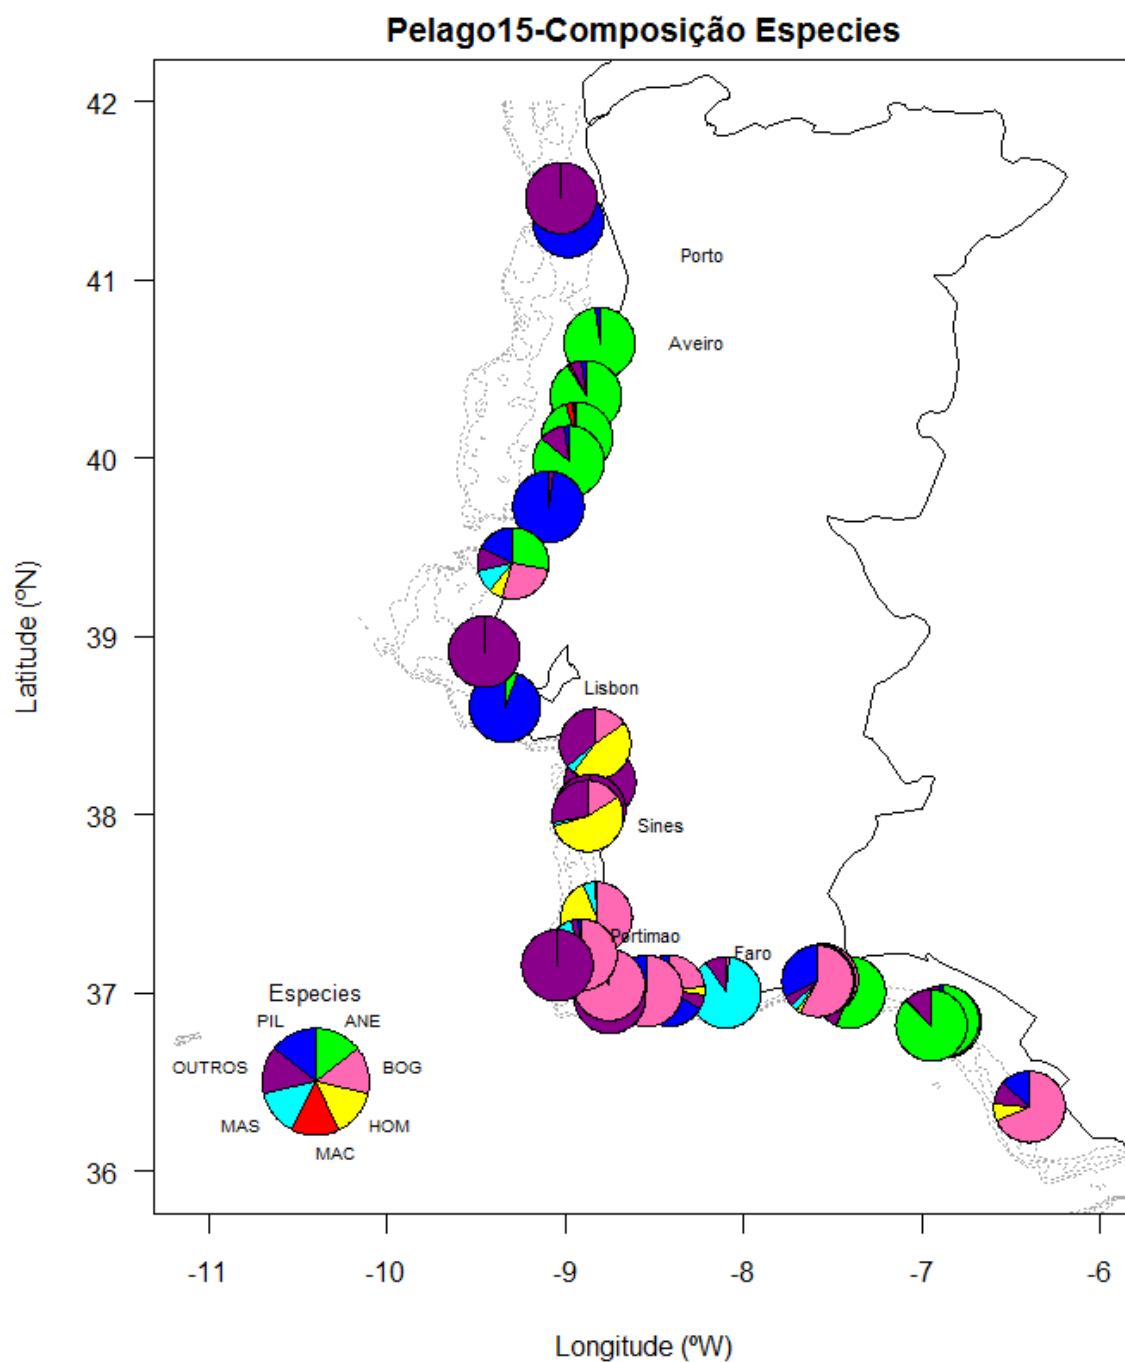 Pelago15-Composição Especies
42
41
40
39
38
37
36
Latitude (ºN)
Porto
Aveiro
Lisbon
Sines
Portimao
Faro
Especies
PIL
ANE
OUTROS
BOG
MAS
HOM
MAC
-11
-10
-9
-8
-7
-6
Longitude (ºW)